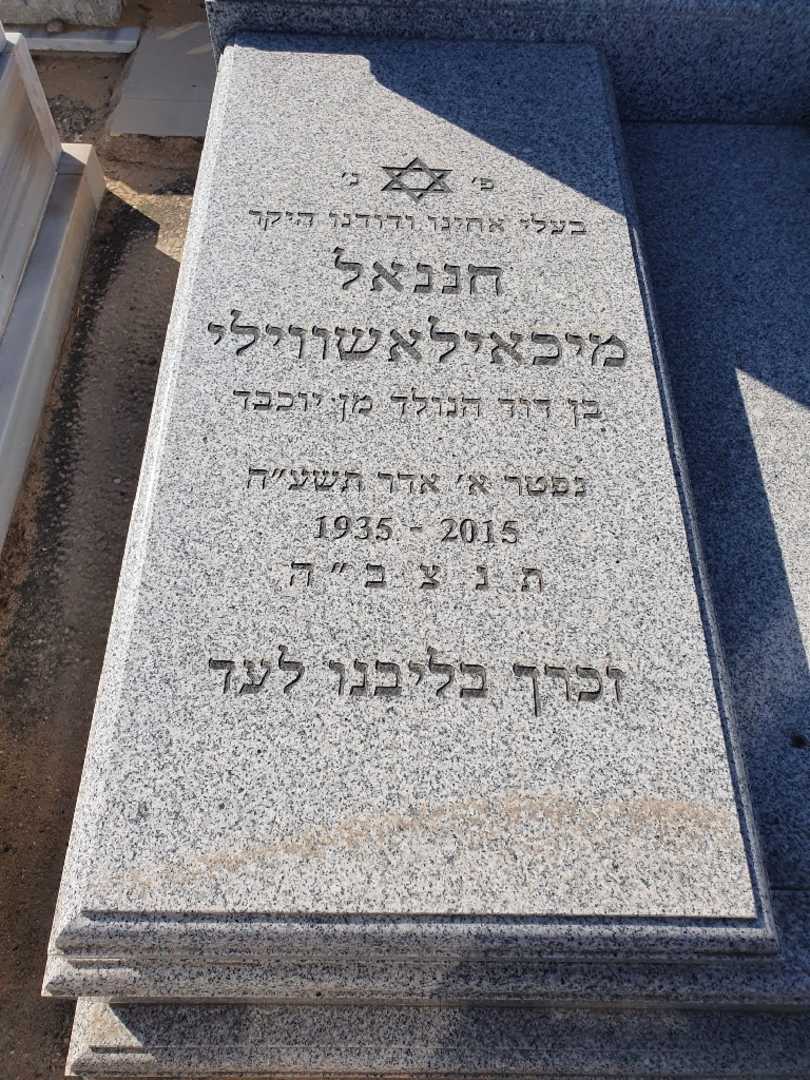 פ׳ נ׳
בעלי אחינו ודודנו היקר
חננאל
מיכאילאשווילי
בן דוד הנולד מן יוכבד
נפטר א׳ אדר תשע״ה
1935 - 2015
ת נ צ ב ״ ה
זכרך בליבנו לעד